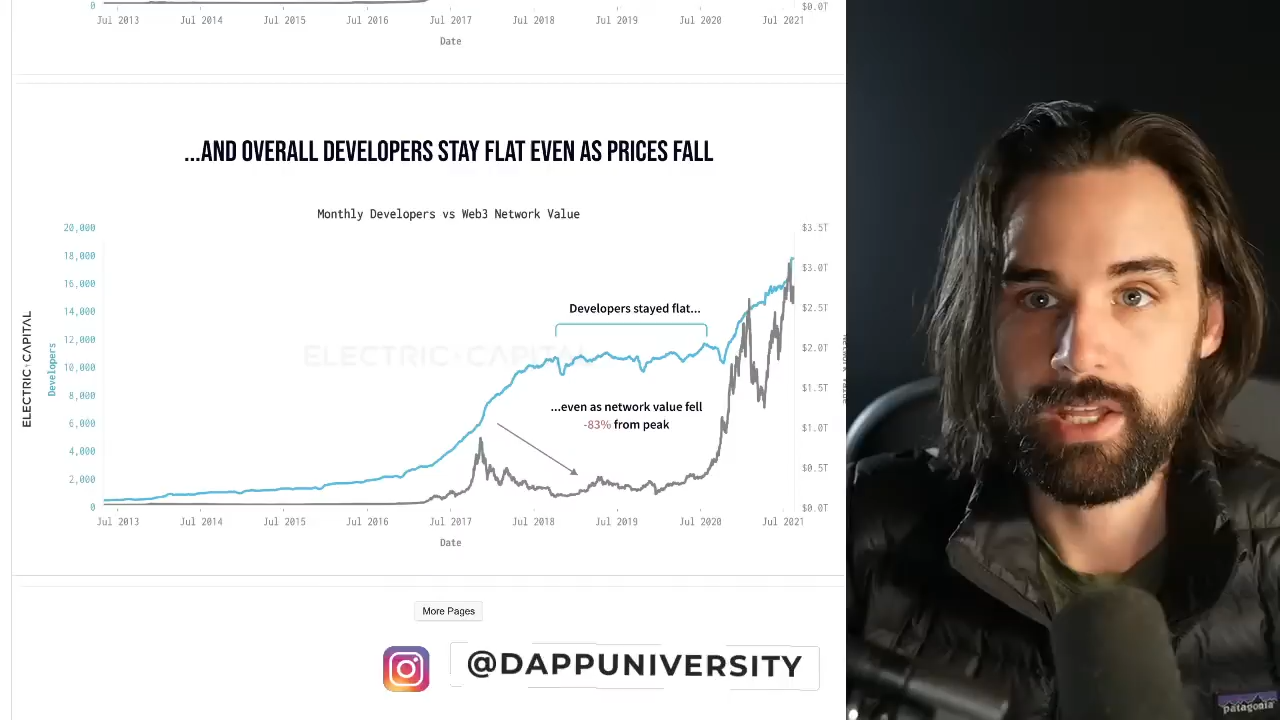 0
$0.0T
Jul 2013 Jul 2014 Jul 2015 Jul 2016 Jul 2017 Jul 2018 Jul 2019 Jul 2020 Jul 2021
Date
...AND OVERALL DEVELOPERS STAY FLAT EVEN AS PRICES FALL
Monthly Developers vs Web3 Network Value
20,000
18,000
16,000
14,000
12,000
10,000
8,000
6,000
4,000
2,000
0
Developers
ELECTRIC CAPITAL
$3.5T
$3.0T
$2.5T
$2.0T
$1.5T
$1.0T
$0.5T
$0.0T
Developers stayed flat...
ELECTRIC CAPITAL
...even as network value fell
-83% from peak
Jul 2013 Jul 2014 Jul 2015 Jul 2016 Jul 2017 Jul 2018 Jul 2019 Jul 2020 Jul 2021
Date
More Pages
@DAPPUNIVERSITY
patagonia